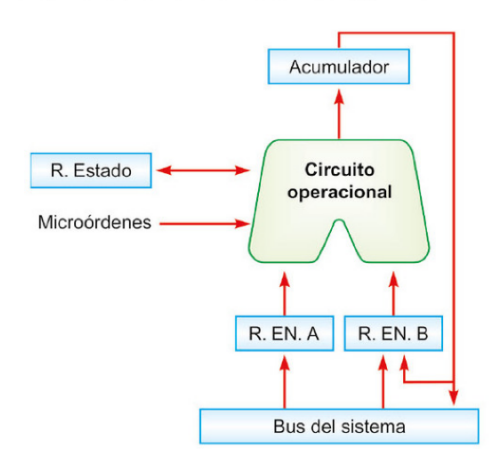 Acumulador
R. Estado
Circuito
operacional
Microórdenes
R. EN. A
R. EN. B
Bus del sistema